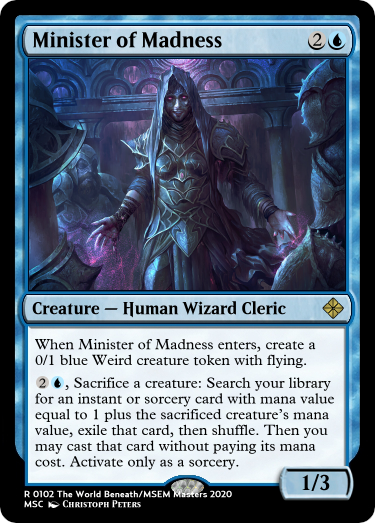 Minister of Madness 2
Creature — Human Wizard Cleric
When Minister of Madness enters, create a
0/1 blue Weird creature token with flying.
2, Sacrifice a creature: Search your library
for an instant or sorcery card with mana value
equal to 1 plus the sacrificed creature's mana
value, exile that card, then shuffle. Then you
may cast that card without paying its mana
cost. Activate only as a sorcery.
1/3
R 0102 The World Beneath/MSEM Masters 2020
MSC Christoph Peters